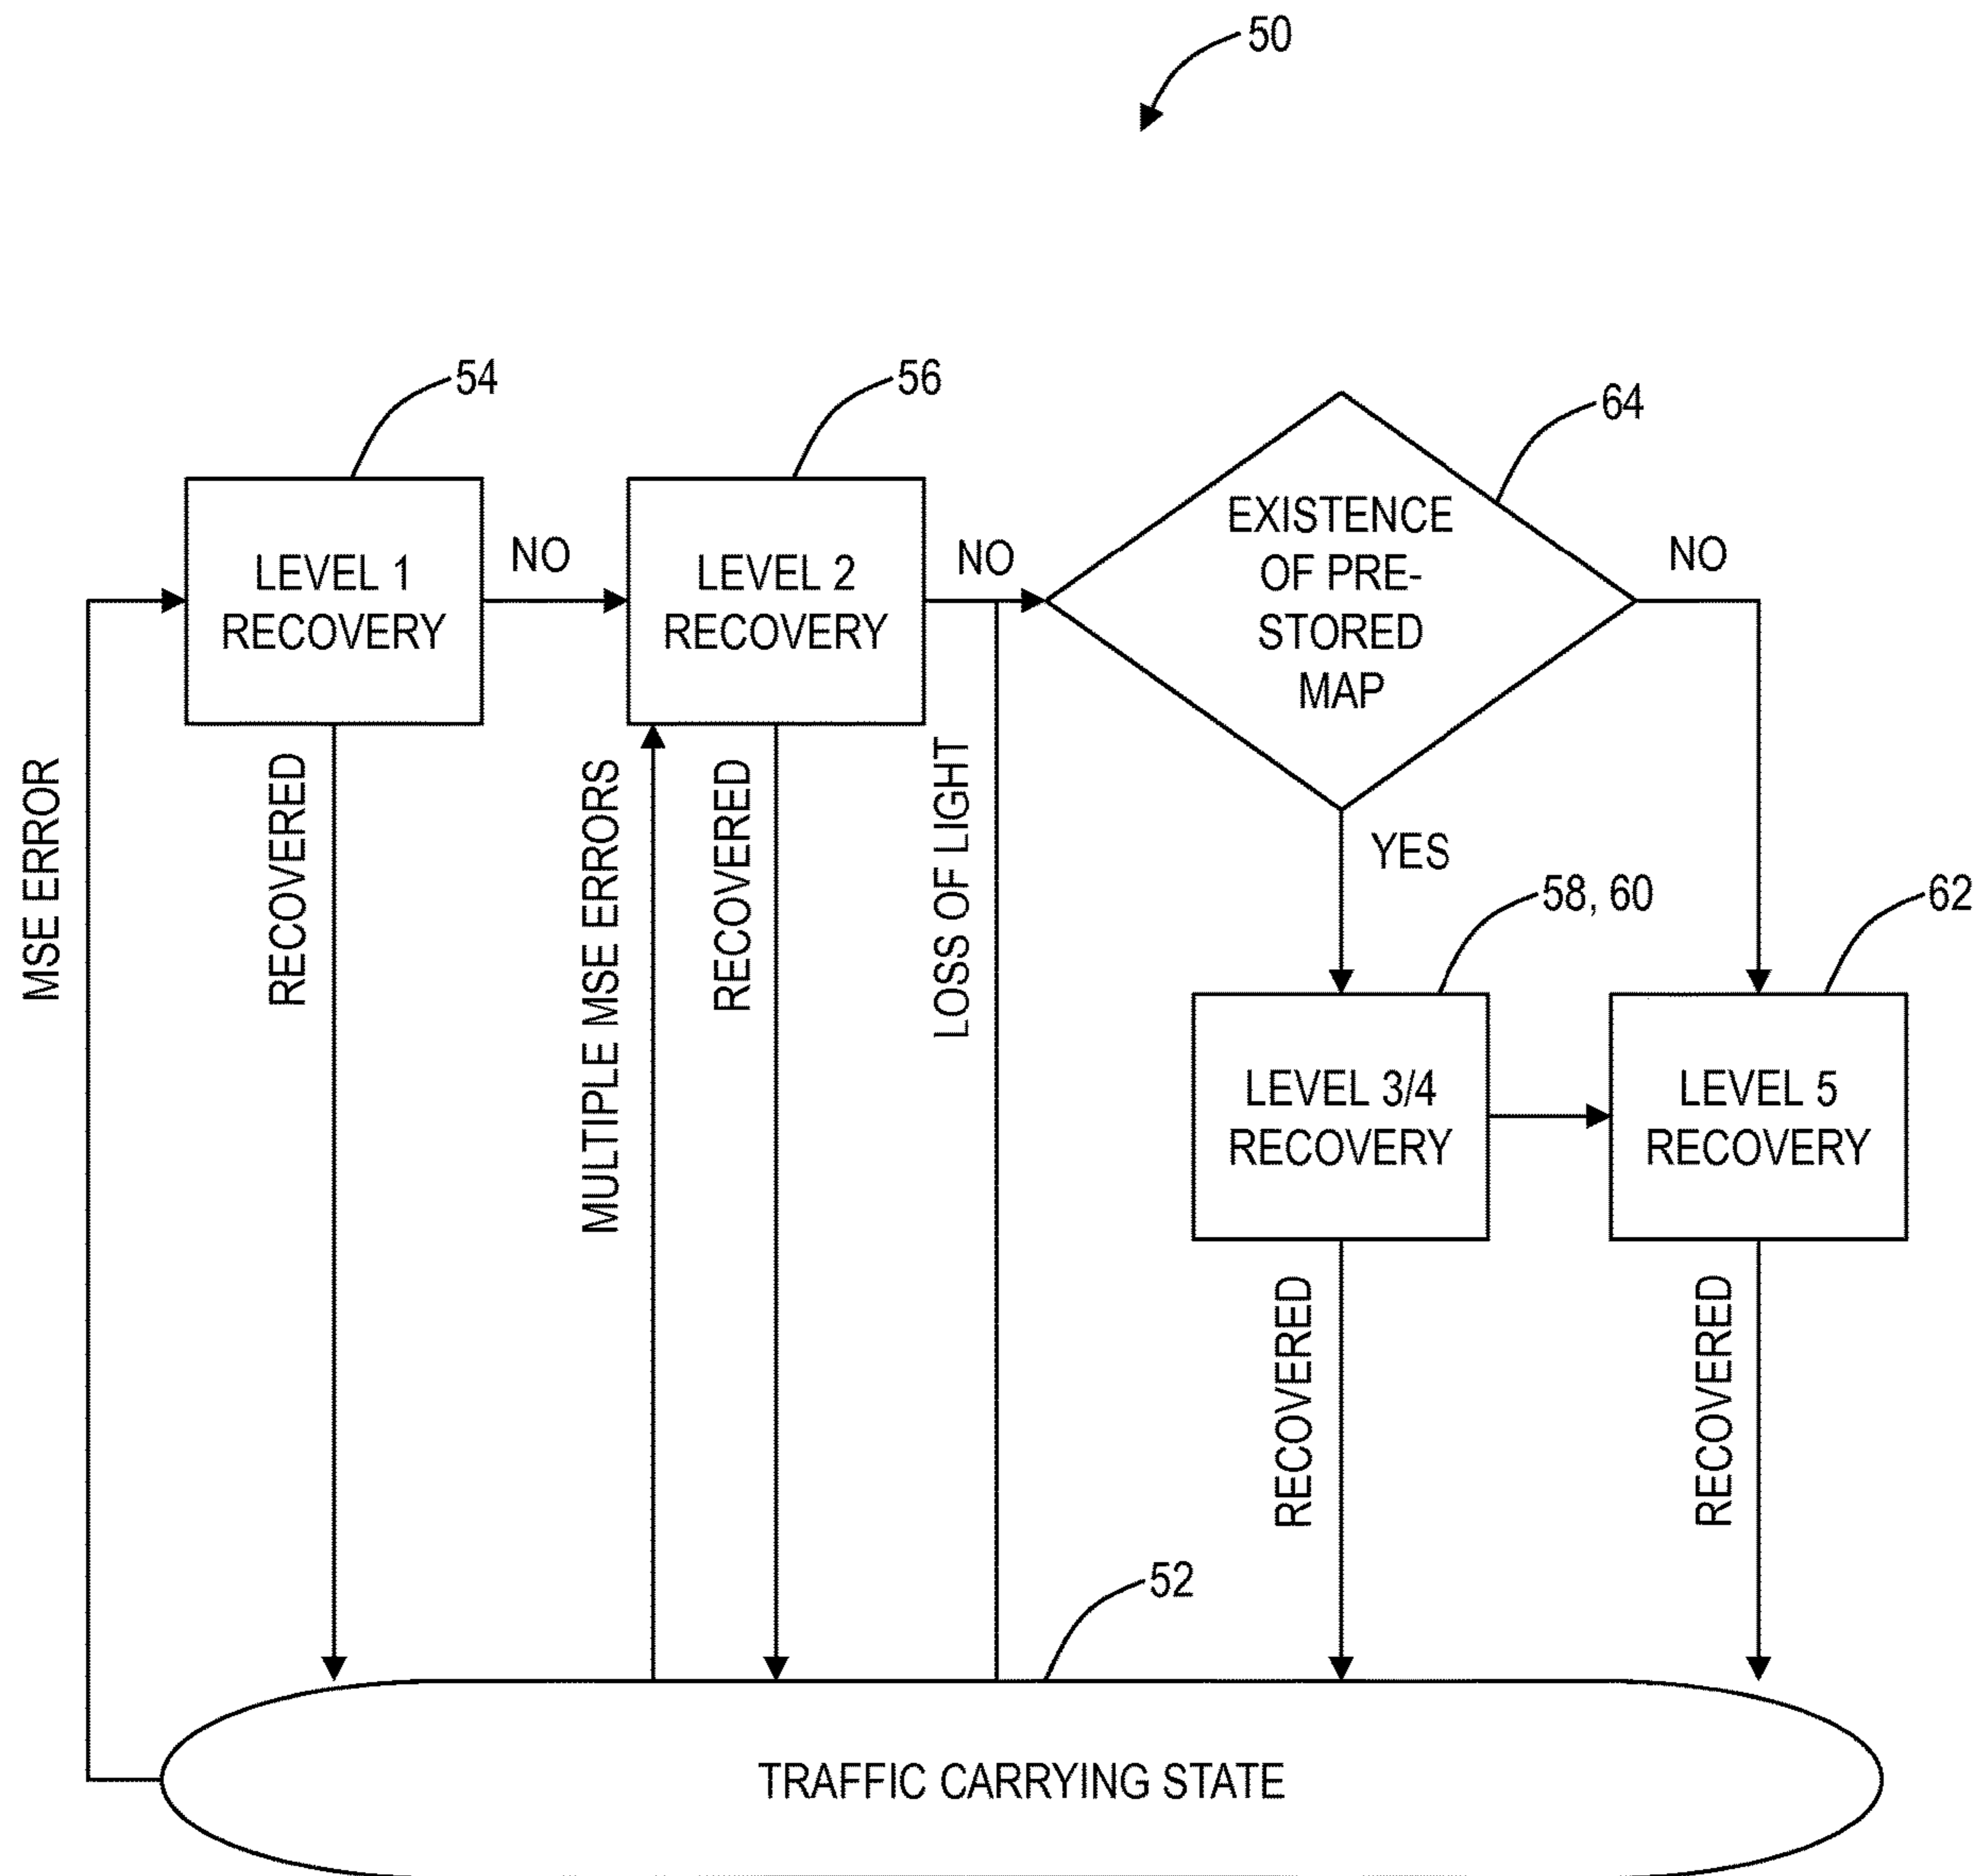 50
54
56
64
LEVEL 1
RECOVERY
NO
LEVEL 2
RECOVERY
NO
EXISTENCE
OF PRE-
STORED
MAP
NO
YES
MSE ERROR
RECOVERED
MULTIPLE MSE ERRORS
RECOVERED
LOSS OF LIGHT
58, 60
62
LEVEL 3/4
RECOVERY
LEVEL 5
RECOVERY
RECOVERED
RECOVERED
52
TRAFFIC CARRYING STATE